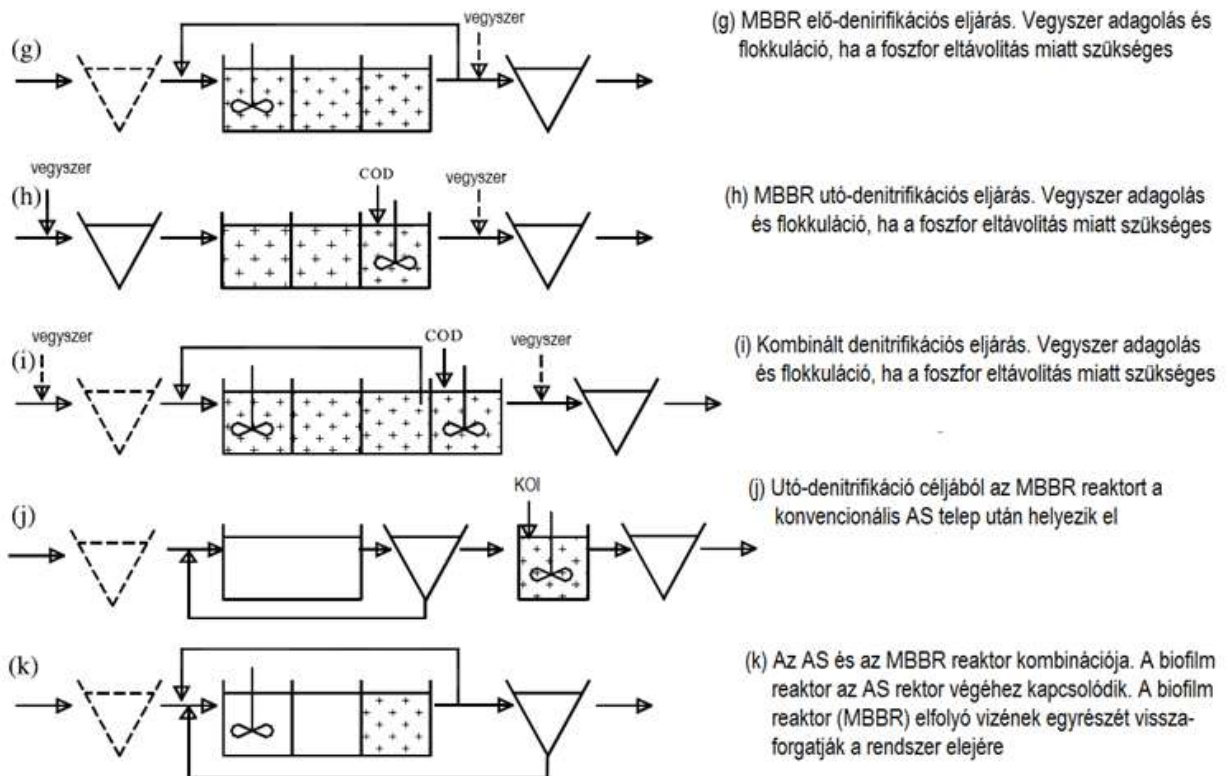 (g)
vegyszer
(g) MBBR elő-denirifikációs eljárás. Vegyszer adagolás és
flokkuláció, ha a foszfor eltávolitás miatt szükséges
vegyszer
(h)
COD
vegyszer
(h) MBBR utó-denitrifikációs eljárás. Vegyszer adagolás
és flokkuláció, ha a foszfor eltávolitás miatt szükséges
vegyszer
(i)
COD
vegyszer
(i) Kombinált denitrifikációs eljárás. Vegyszer adagolás
és flokkuláció, ha a foszfor eltávolitás miatt szükséges
(j)
KOI
(j) Utó-denitrifikáció céljából az MBBR reaktort a
konvencionális AS telep után helyezik el
(k)
(k) Az AS és az MBBR reaktor kombinációja. A biofilm
reaktor az AS rektor végéhez kapcsolódik. A biofilm
reaktor (MBBR) elfolyó vizének egyrészét vissza-
forgatják a rendszer elejére